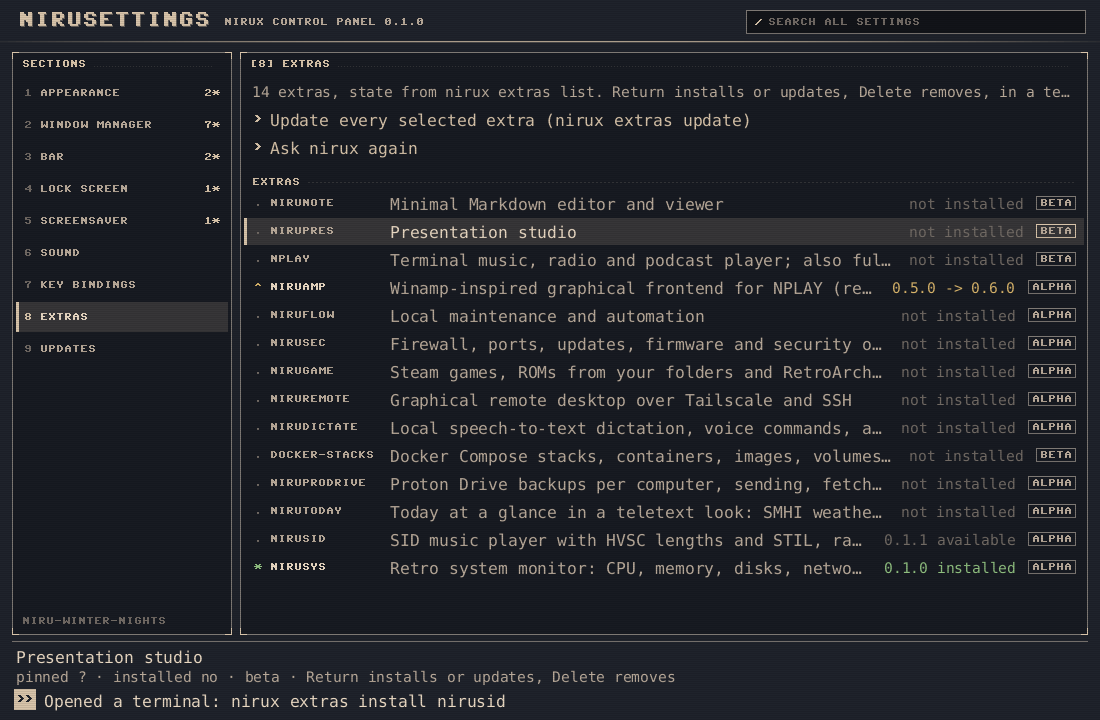 NIRUSETTINGS NIRUX CONTROL PANEL 0.1.0 / SEARCH ALL SETTINGS
SECTIONS
1 APPEARANCE 2*
2 WINDOW MANAGER 7*
3 BAR 2*
4 LOCK SCREEN 1*
5 SCREENSAVER 1*
6 SOUND
7 KEY BINDINGS
8 EXTRAS
9 UPDATES
NIRU-WINTER-NIGHTS
[8] EXTRAS
14 extras, state from nirux extras list. Return installs or updates, Delete removes, in a te…
> Update every selected extra (nirux extras update)
> Ask nirux again
EXTRAS
. NIRUNOTE Minimal Markdown editor and viewer not installed BETA
. NIRUPRES Presentation studio not installed BETA
. NPLAY Terminal music, radio and podcast player; also ful… not installed BETA
^ NIRUAMP Winamp-inspired graphical frontend for NPLAY (re… 0.5.0 -> 0.6.0 ALPHA
. NIRUFLOW Local maintenance and automation not installed ALPHA
. NIRUSEC Firewall, ports, updates, firmware and security o… not installed ALPHA
. NIRUGAME Steam games, ROMs from your folders and RetroArch… not installed ALPHA
. NIRUREMOTE Graphical remote desktop over Tailscale and SSH not installed ALPHA
. NIRUDICTATE Local speech-to-text dictation, voice commands, a… not installed ALPHA
. DOCKER-STACKS Docker Compose stacks, containers, images, volumes… not installed BETA
. NIRUPRODRIVE Proton Drive backups per computer, sending, fetch… not installed ALPHA
. NIRUTODAY Today at a glance in a teletext look: SMHI weathe… not installed ALPHA
. NIRUSID SID music player with HVSC lengths and STIL, ra… 0.1.1 available ALPHA
* NIRUSYS Retro system monitor: CPU, memory, disks, netwo… 0.1.0 installed ALPHA
Presentation studio
pinned ? · installed no · beta · Return installs or updates, Delete removes
>> Opened a terminal: nirux extras install nirusid